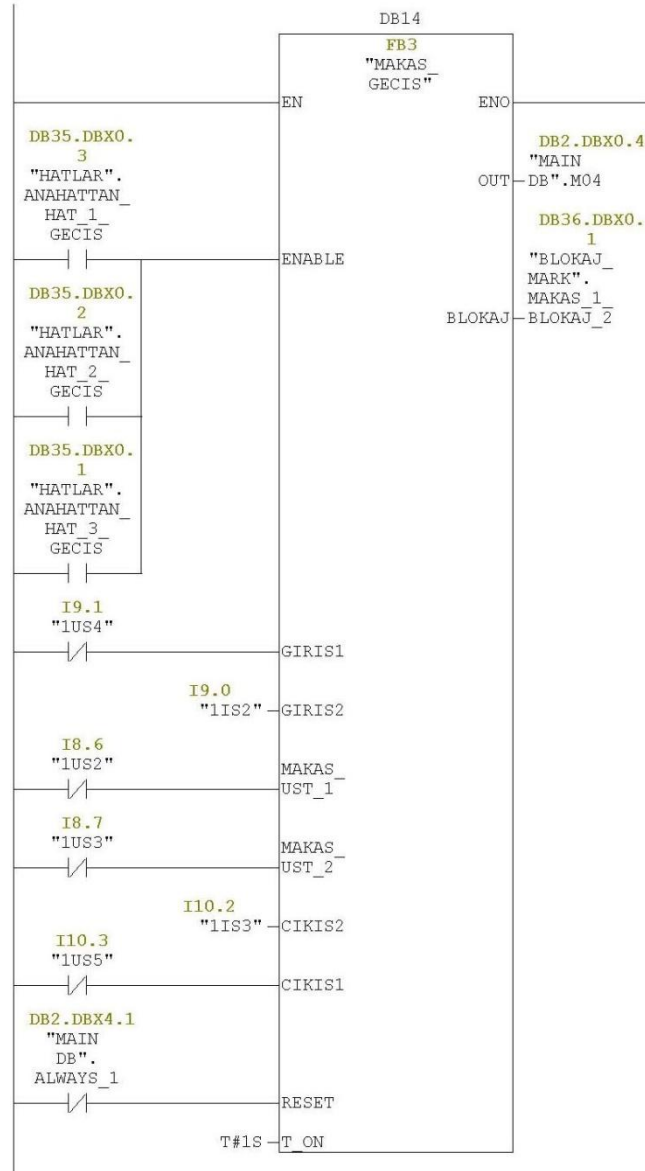 DB14
FB3
"MAKAS_
GECIS"
EN
ENO
DB35.DBX0.
3
"HATLAR".
ANAHATTAN_
HAT_1_
GECIS
ENABLE
DB2.DBX0.4
"MAIN
OUT
DB".M04
DB36.DBX0.
1
"BLOKAJ_
MARK".
MAKAS_1_
BLOKAJ
BLOKAJ_2
DB35.DBX0.
2
"HATLAR".
ANAHATTAN_
HAT_2_
GECIS
DB35.DBX0.
1
"HATLAR".
ANAHATTAN_
HAT_3_
GECIS
I9.1
"1US4"
GIRIS1
I9.0
"1IS2"
GIRIS2
I8.6
"1US2"
MAKAS_
UST_1
I8.7
"1US3"
MAKAS_
UST_2
I10.2
"1IS3"
CIKIS2
I10.3
"1US5"
CIKIS1
DB2.DBX4.1
"MAIN
DB".
ALWAYS_1
RESET
T#1S
T_ON